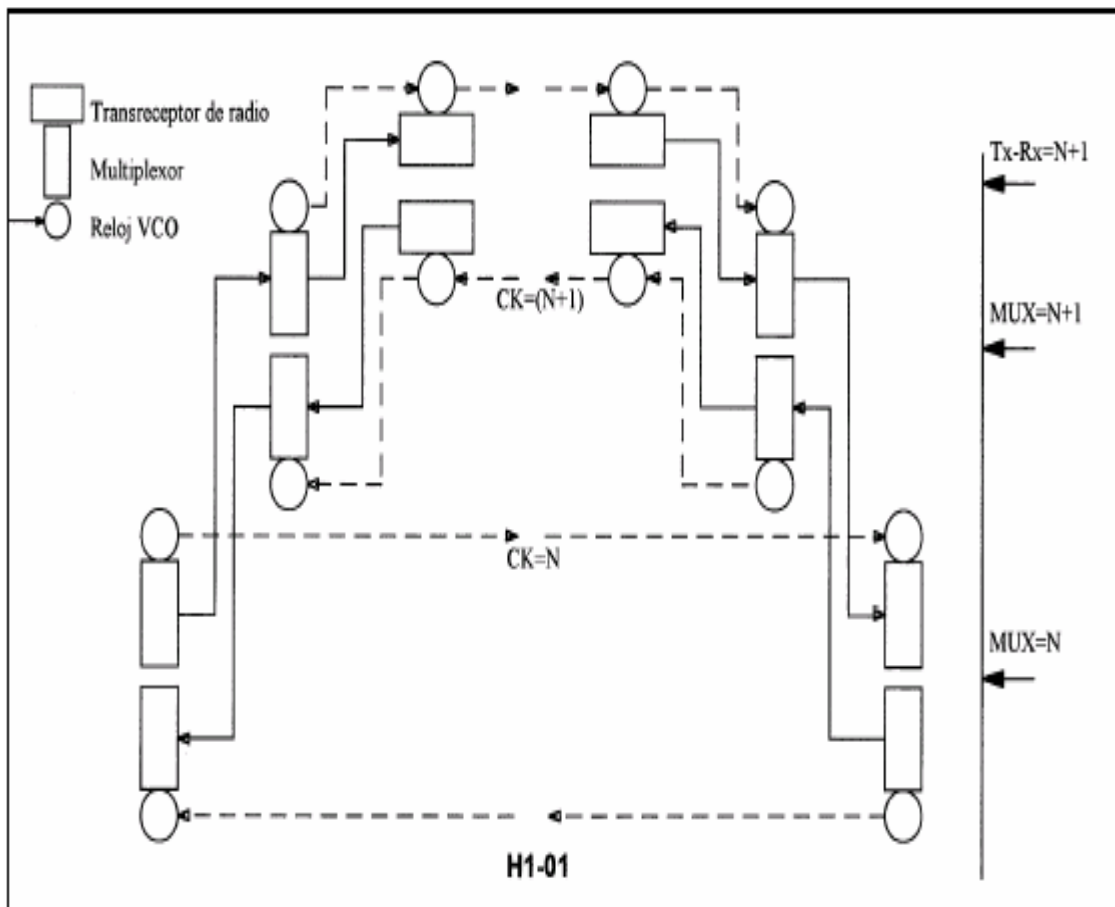 Transreceptor de radio
Multiplexor
Reloj VCO
Tx-Rx=N+1
CK=(N+1)
MUX=N+1
CK=N
MUX=N
H1-01